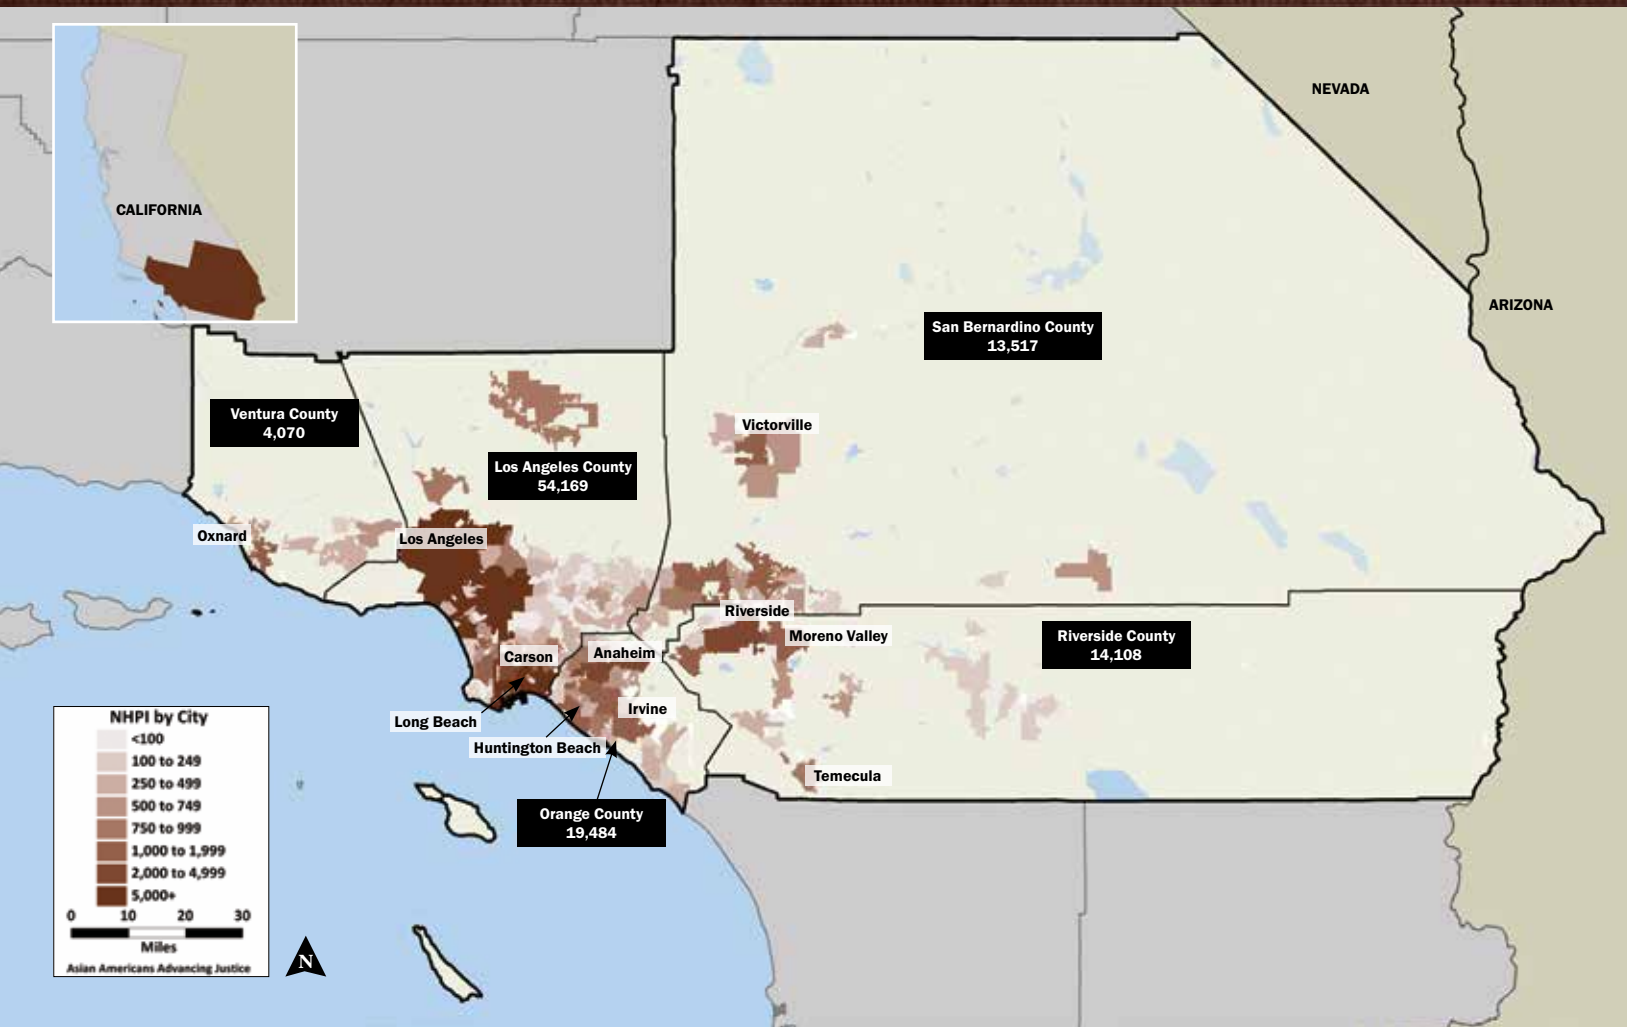 CALIFORNIA
NEVADA
ARIZONA
San Bernardino County
13,517
Ventura County
4,070
Los Angeles County
54,169
Victorville
Oxnard
Los Angeles
Riverside
Moreno Valley
Riverside County
14,108
Carson
Anaheim
Irvine
Long Beach
Huntington Beach
Temecula
Orange County
19,484
NHPI by City
<100
100 to 249
250 to 499
500 to 749
750 to 999
1,000 to 1,999
2,000 to 4,999
5,000+
0 10 20 30
Miles
Asian Americans Advancing Justice
N